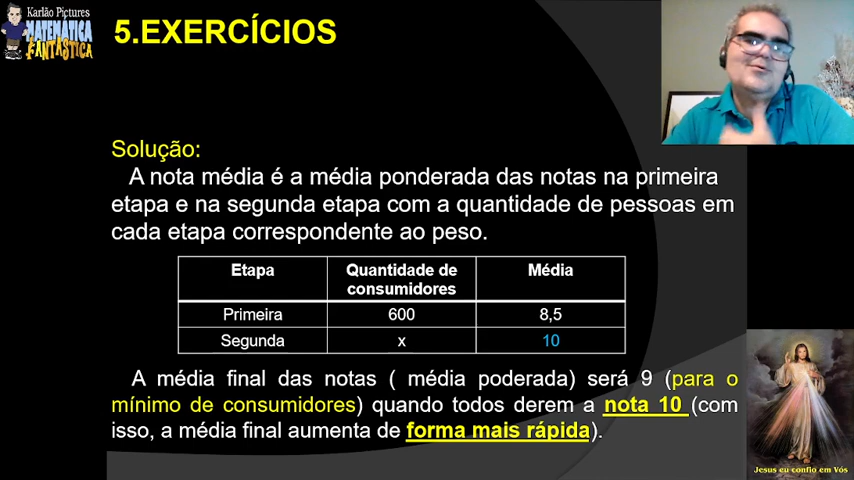 Karlão Pictures
MATEMÁTICA
FANTÁSTICA
5.EXERCÍCIOS
Solução:
A nota média é a média ponderada das notas na primeira
etapa e na segunda etapa com a quantidade de pessoas em
cada etapa correspondente ao peso.
Etapa Quantidade de consumidores Média
Primeira 600 8,5
Segunda x 10
A média final das notas ( média poderada) será 9 (para o
mínimo de consumidores) quando todos derem a nota 10 (com
isso, a média final aumenta de forma mais rápida).
Jesus eu confio em Vós